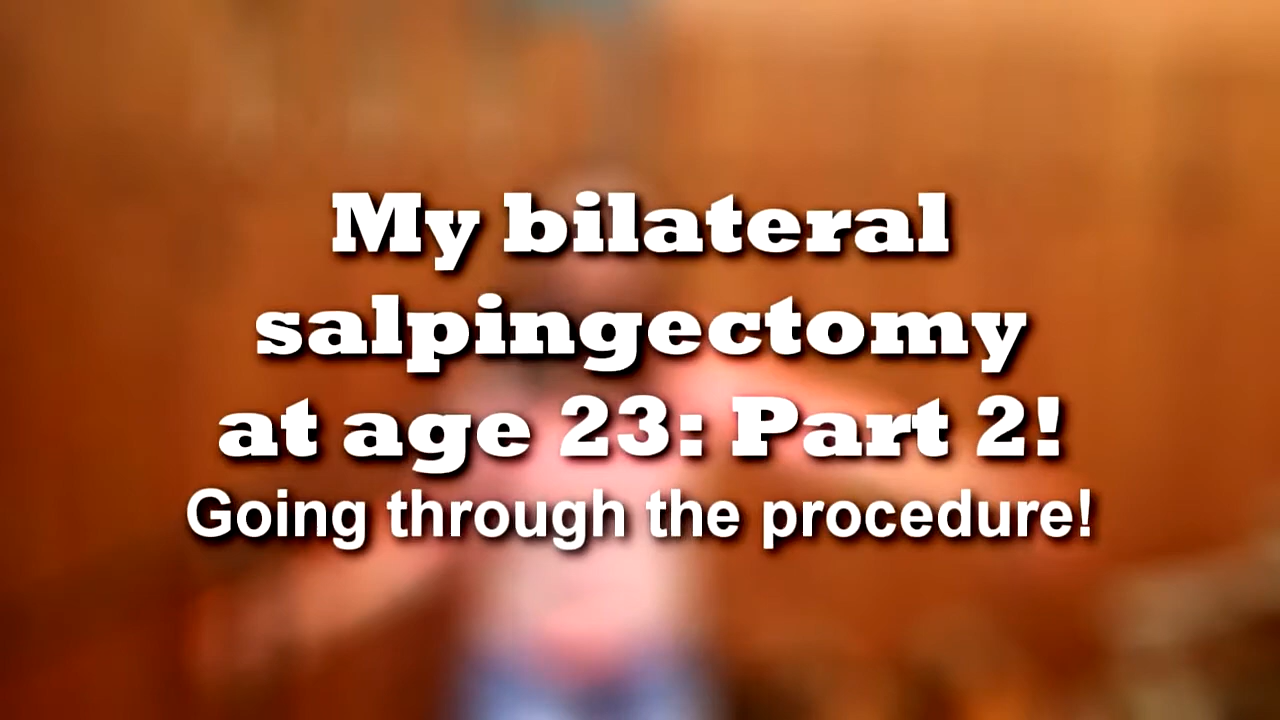 My bilateral
salpingectomy
at age 23: Part 2!
Going through the procedure!